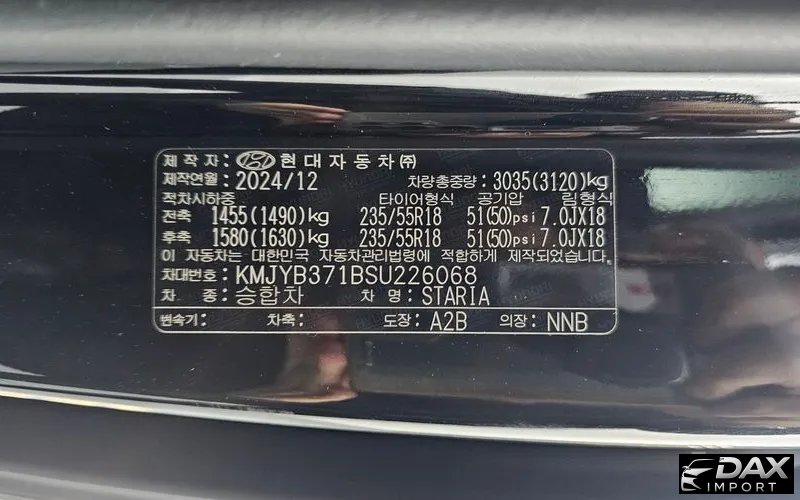 제작자: 현대자동차㈜
제작연월: 2024/12 차량총중량: 3035(3120)kg
적차시하중 타이어형식 공기압 림형식
전축 1455(1490)kg 235/55R18 51(50)psi 7.0JX18
후축 1580(1630)kg 235/55R18 51(50)psi 7.0JX18
이 자동차는 대한민국 자동차관리법령에 적합하게 제작되었습니다.
차대번호: KMJYB371BSU226068
차 종: 승합차 차 명: STARIA
변속기: 차축: 도장: A2B 의장: NNB
DAX
IMPORT